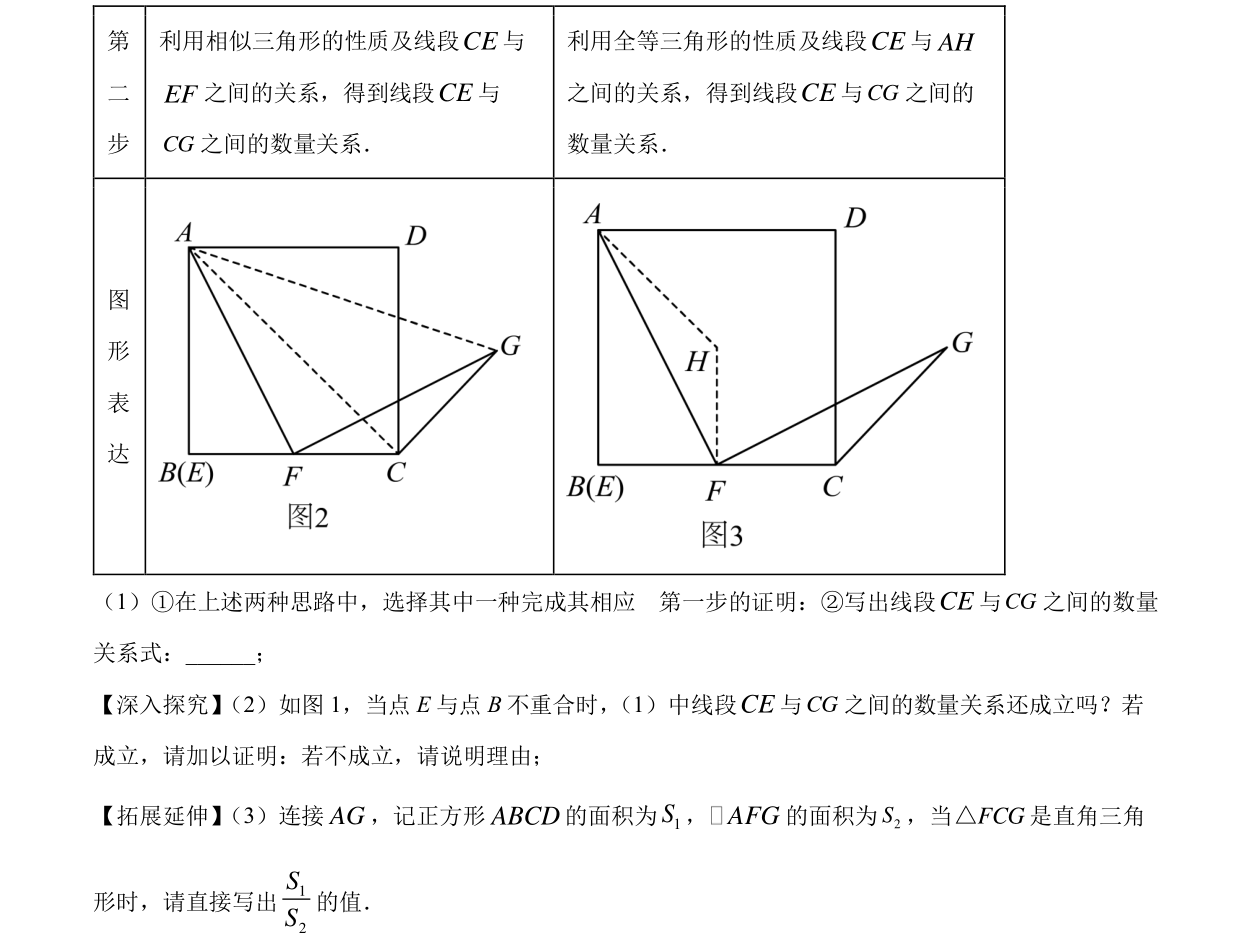 第二步
利用相似三角形的性质及线段CE与
EF之间的关系，得到线段CE与
CG之间的数量关系．
利用全等三角形的性质及线段CE与AH
之间的关系，得到线段CE与CG之间的
数量关系．
图形表达
A
D
G
B(E)
F
C
图2
A
D
H
G
B(E)
F
C
图3
（1）①在上述两种思路中，选择其中一种完成其相应 第一步的证明：②写出线段CE与CG之间的数量
关系式：______；
【深入探究】（2）如图1，当点E与点B不重合时，（1）中线段CE与CG之间的数量关系还成立吗？若
成立，请加以证明：若不成立，请说明理由；
【拓展延伸】（3）连接AG，记正方形ABCD的面积为S₁，□AFG的面积为S₂，当△FCG是直角三角
形时，请直接写出S₁/S₂的值．